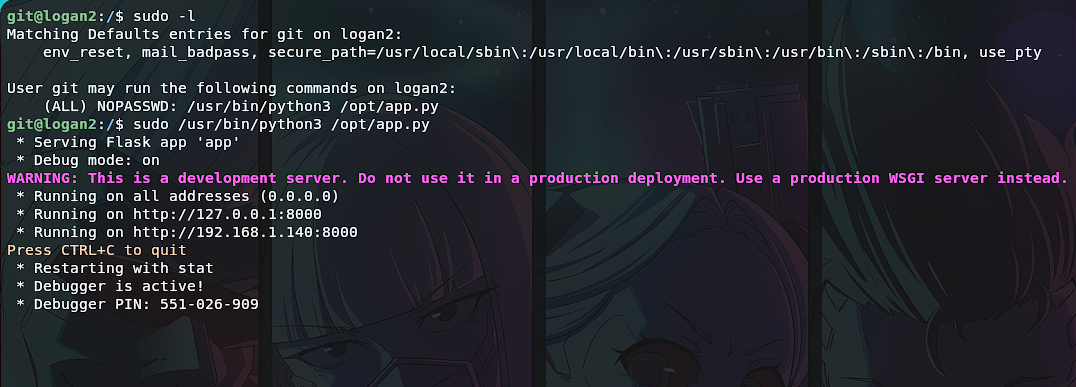 git@logan2:/$ sudo -l
Matching Defaults entries for git on logan2:
    env_reset, mail_badpass, secure_path=/usr/local/sbin\:/usr/local/bin\:/usr/sbin\:/usr/bin\:/sbin\:/bin, use_pty

User git may run the following commands on logan2:
    (ALL) NOPASSWD: /usr/bin/python3 /opt/app.py
git@logan2:/$ sudo /usr/bin/python3 /opt/app.py
 * Serving Flask app 'app'
 * Debug mode: on
WARNING: This is a development server. Do not use it in a production deployment. Use a production WSGI server instead.
 * Running on all addresses (0.0.0.0)
 * Running on http://127.0.0.1:8000
 * Running on http://192.168.1.140:8000
Press CTRL+C to quit
 * Restarting with stat
 * Debugger is active!
 * Debugger PIN: 551-026-909